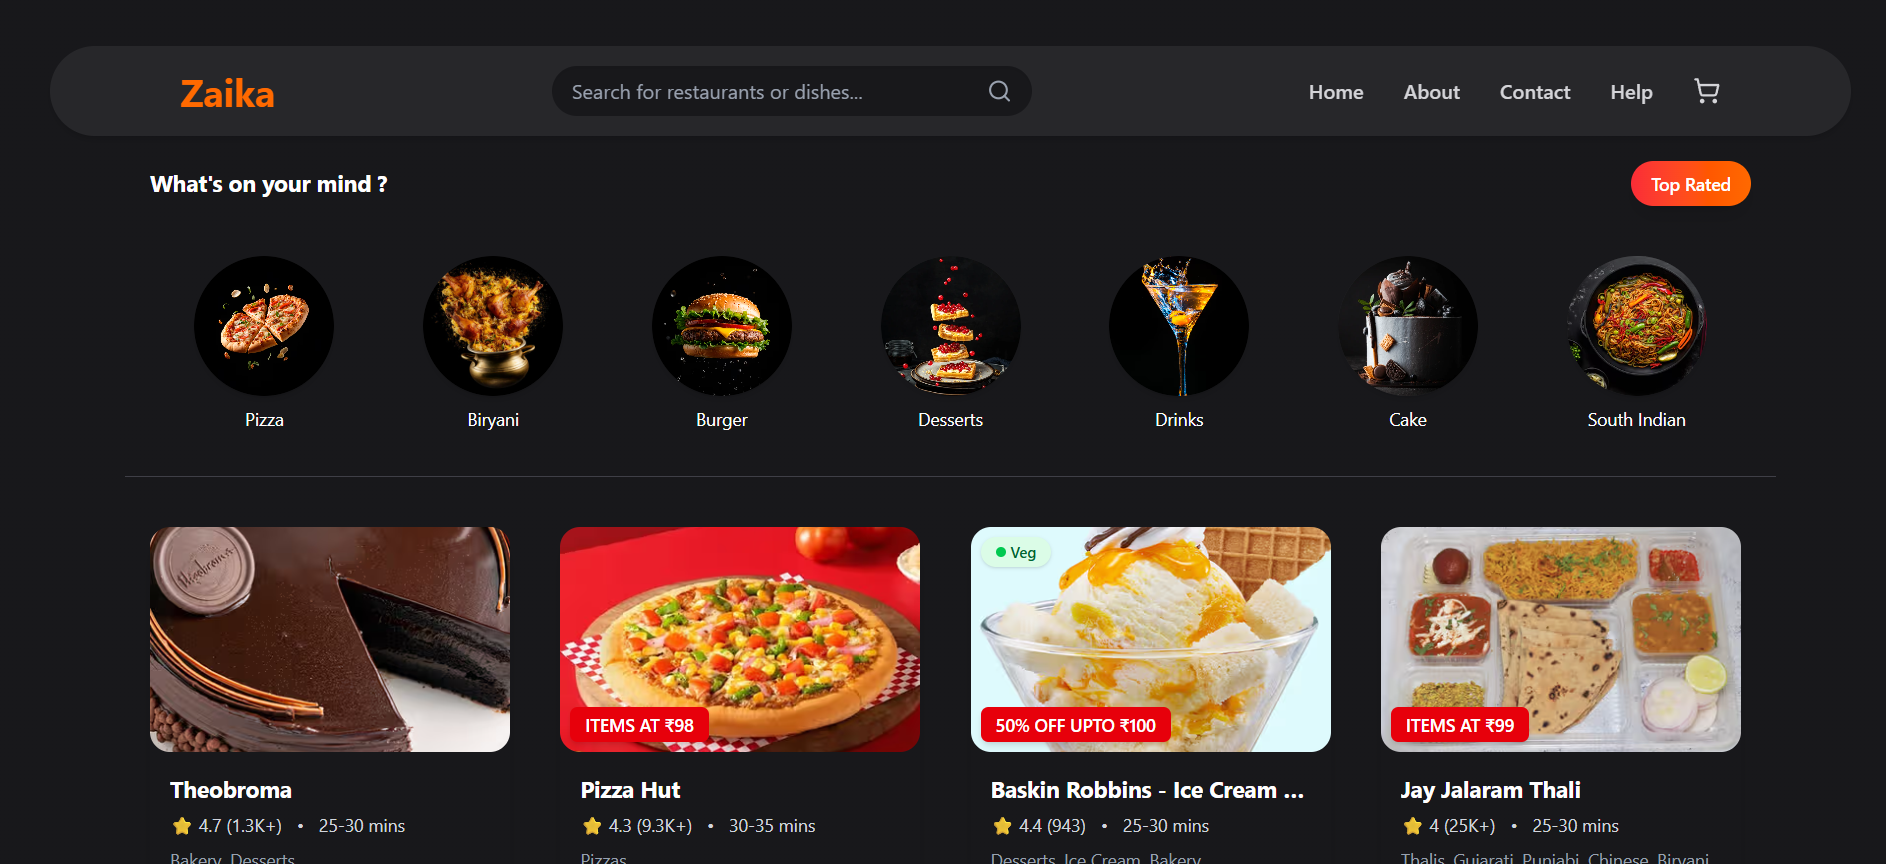 Zaika
Search for restaurants or dishes...
Home
About
Contact
Help
What's on your mind ?
Top Rated
Pizza
Biryani
Burger
Desserts
Drinks
Cake
South Indian
theobroma
Veg
ITEMS AT ₹98
50% OFF UPTO ₹100
ITEMS AT ₹99
Theobroma
Pizza Hut
Baskin Robbins - Ice Cream ...
Jay Jalaram Thali
4.7 (1.3K+) • 25-30 mins
4.3 (9.3K+) • 30-35 mins
4.4 (943) • 25-30 mins
4 (25K+) • 25-30 mins
Bakery, Desserts
Pizzas
Desserts, Ice Cream, Bakery
Thalis, Gujarati, Punjabi, Chinese, Biryani